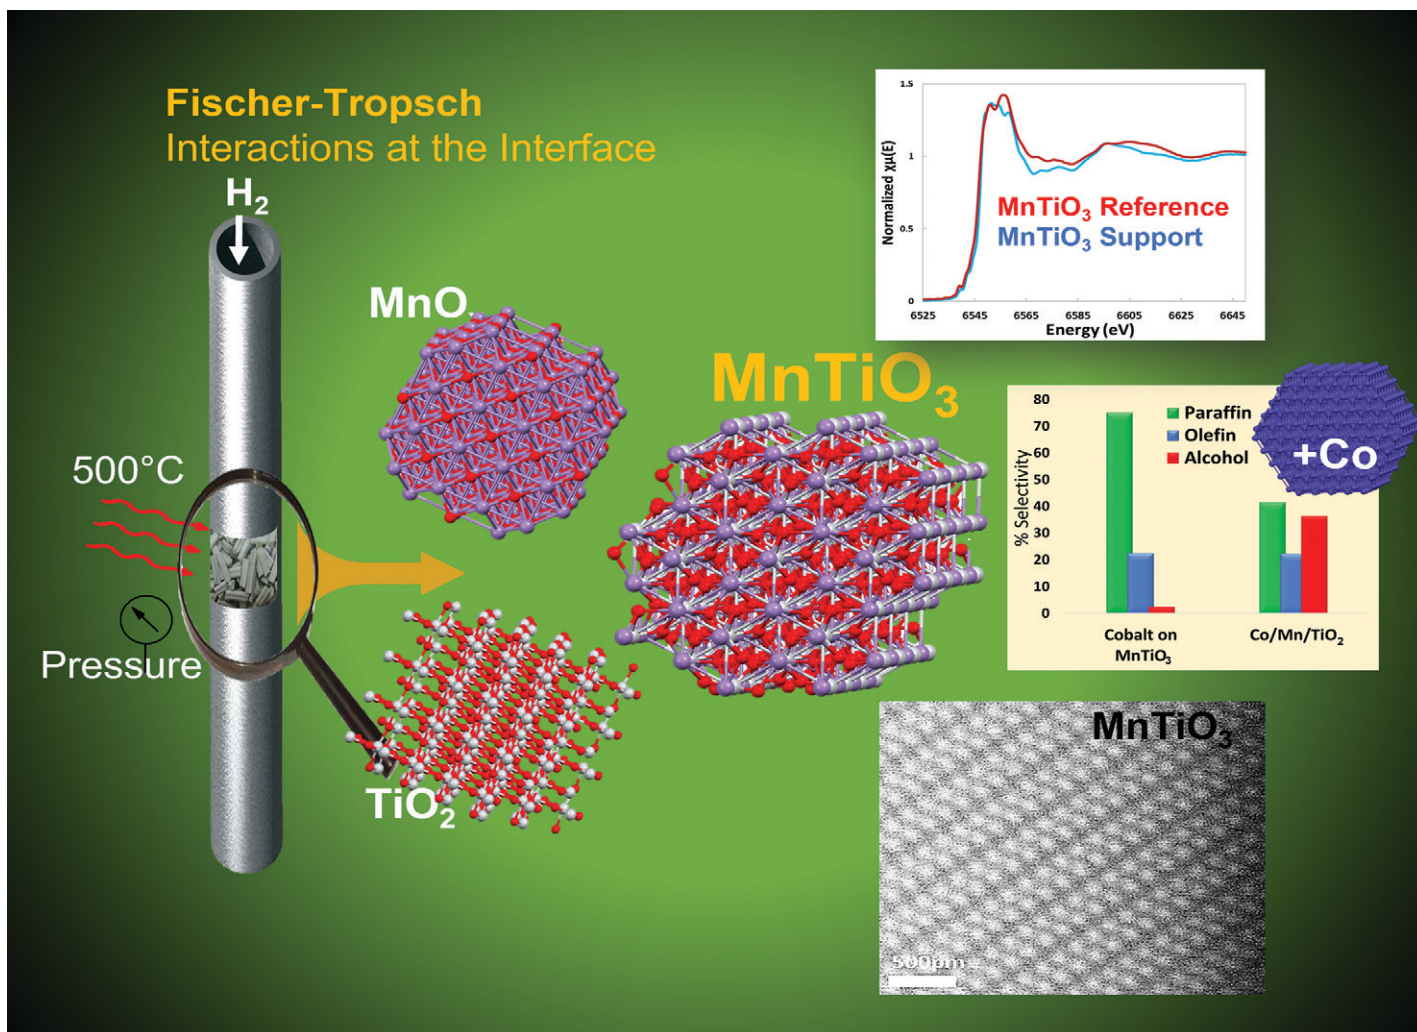 Fischer-Tropsch
Interactions at the Interface
H₂
500°C
Pressure
MnO
TiO₂
MnTiO₃
1.5
1
0.5
0
Normalized χμ(E)
MnTiO₃ Reference
MnTiO₃ Support
6525 6545 6565 6585 6605 6625 6645
Energy (eV)
80
70
60
50
40
30
20
10
0
% Selectivity
Paraffin
Olefin
Alcohol
+Co
Cobalt on
MnTiO₃
Co/Mn/TiO₂
MnTiO₃
500pm